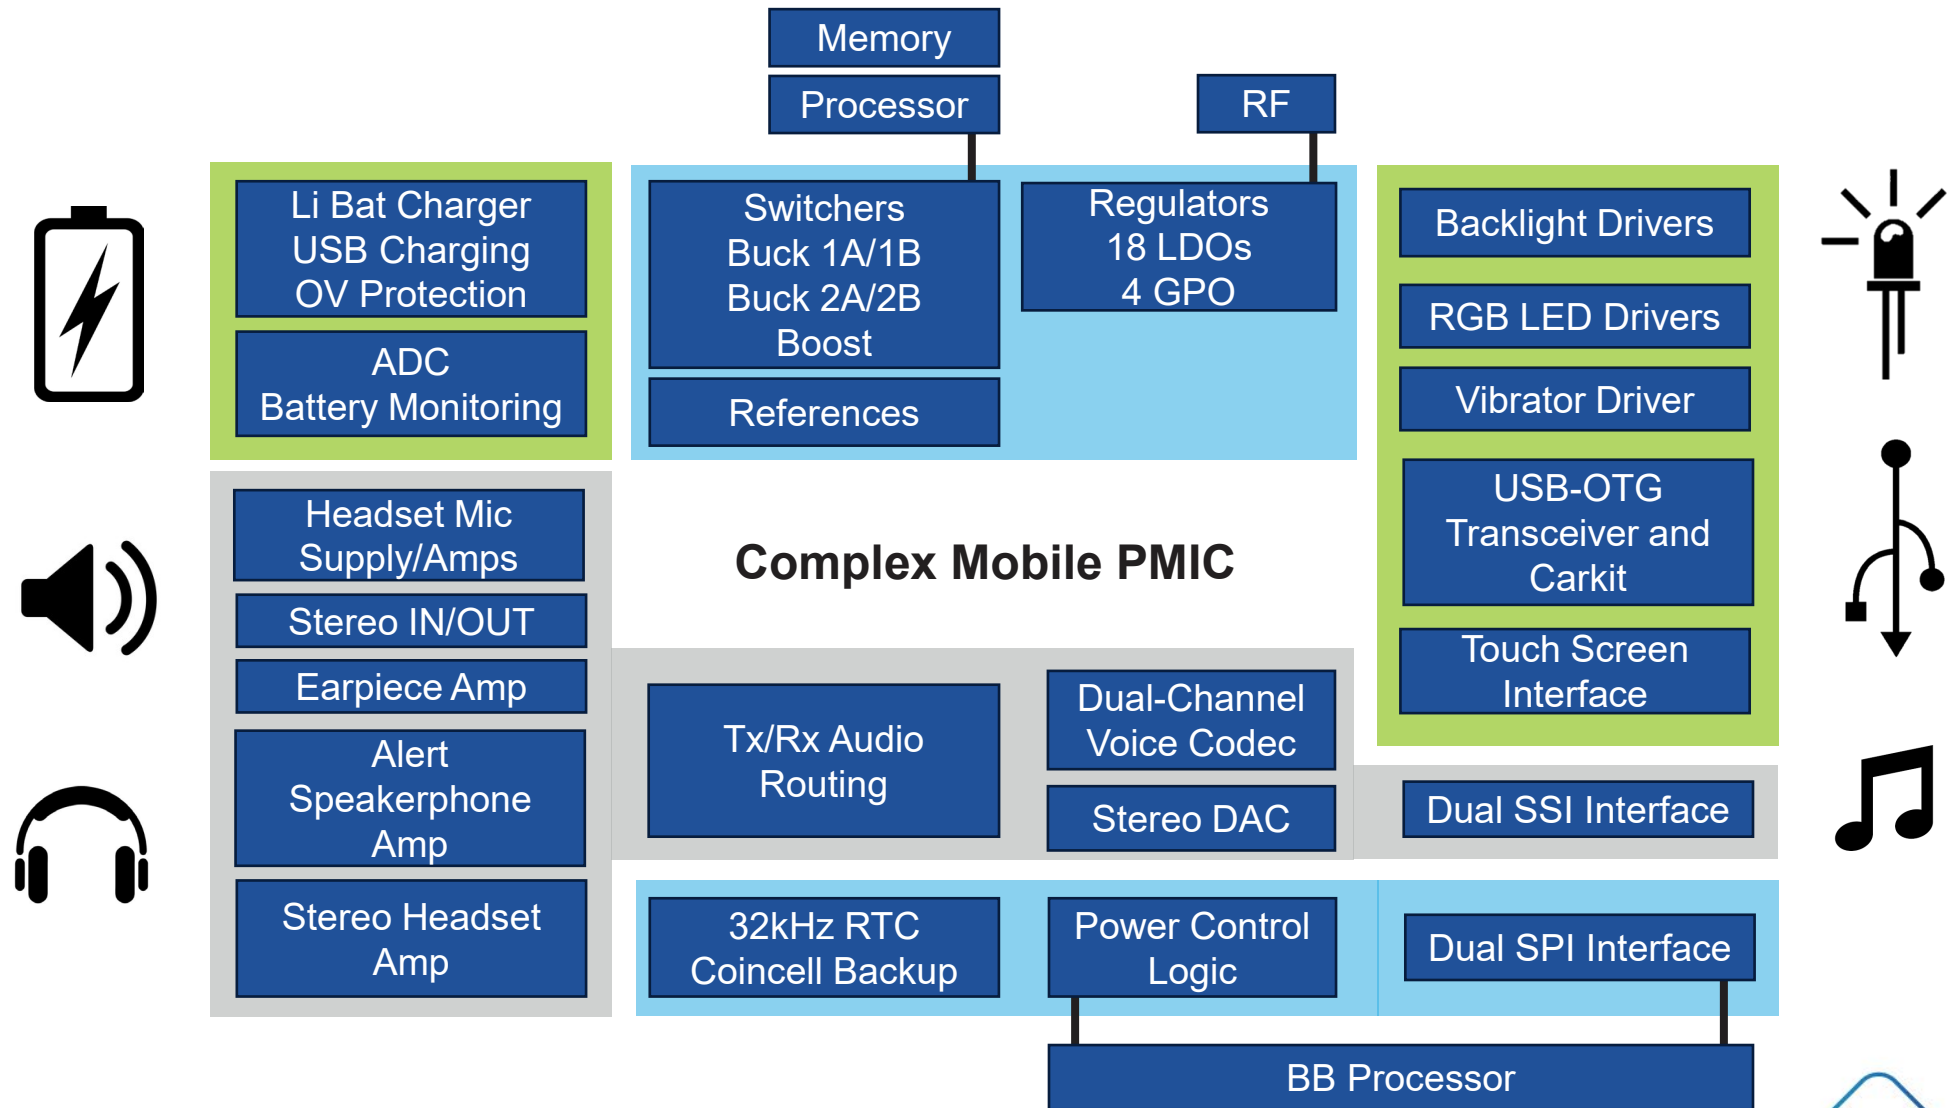 Memory
Processor
RF
Li Bat Charger
USB Charging
OV Protection
ADC
Battery Monitoring
Switchers
Buck 1A/1B
Buck 2A/2B
Boost
References
Regulators
18 LDOs
4 GPO
Backlight Drivers
RGB LED Drivers
Vibrator Driver
USB-OTG
Transceiver and
Carkit
Touch Screen
Interface
Complex Mobile PMIC
Headset Mic
Supply/Amps
Stereo IN/OUT
Earpiece Amp
Alert
Speakerphone
Amp
Stereo Headset
Amp
Tx/Rx Audio
Routing
Dual-Channel
Voice Codec
Stereo DAC
Dual SSI Interface
32kHz RTC
Coincell Backup
Power Control
Logic
Dual SPI Interface
BB Processor